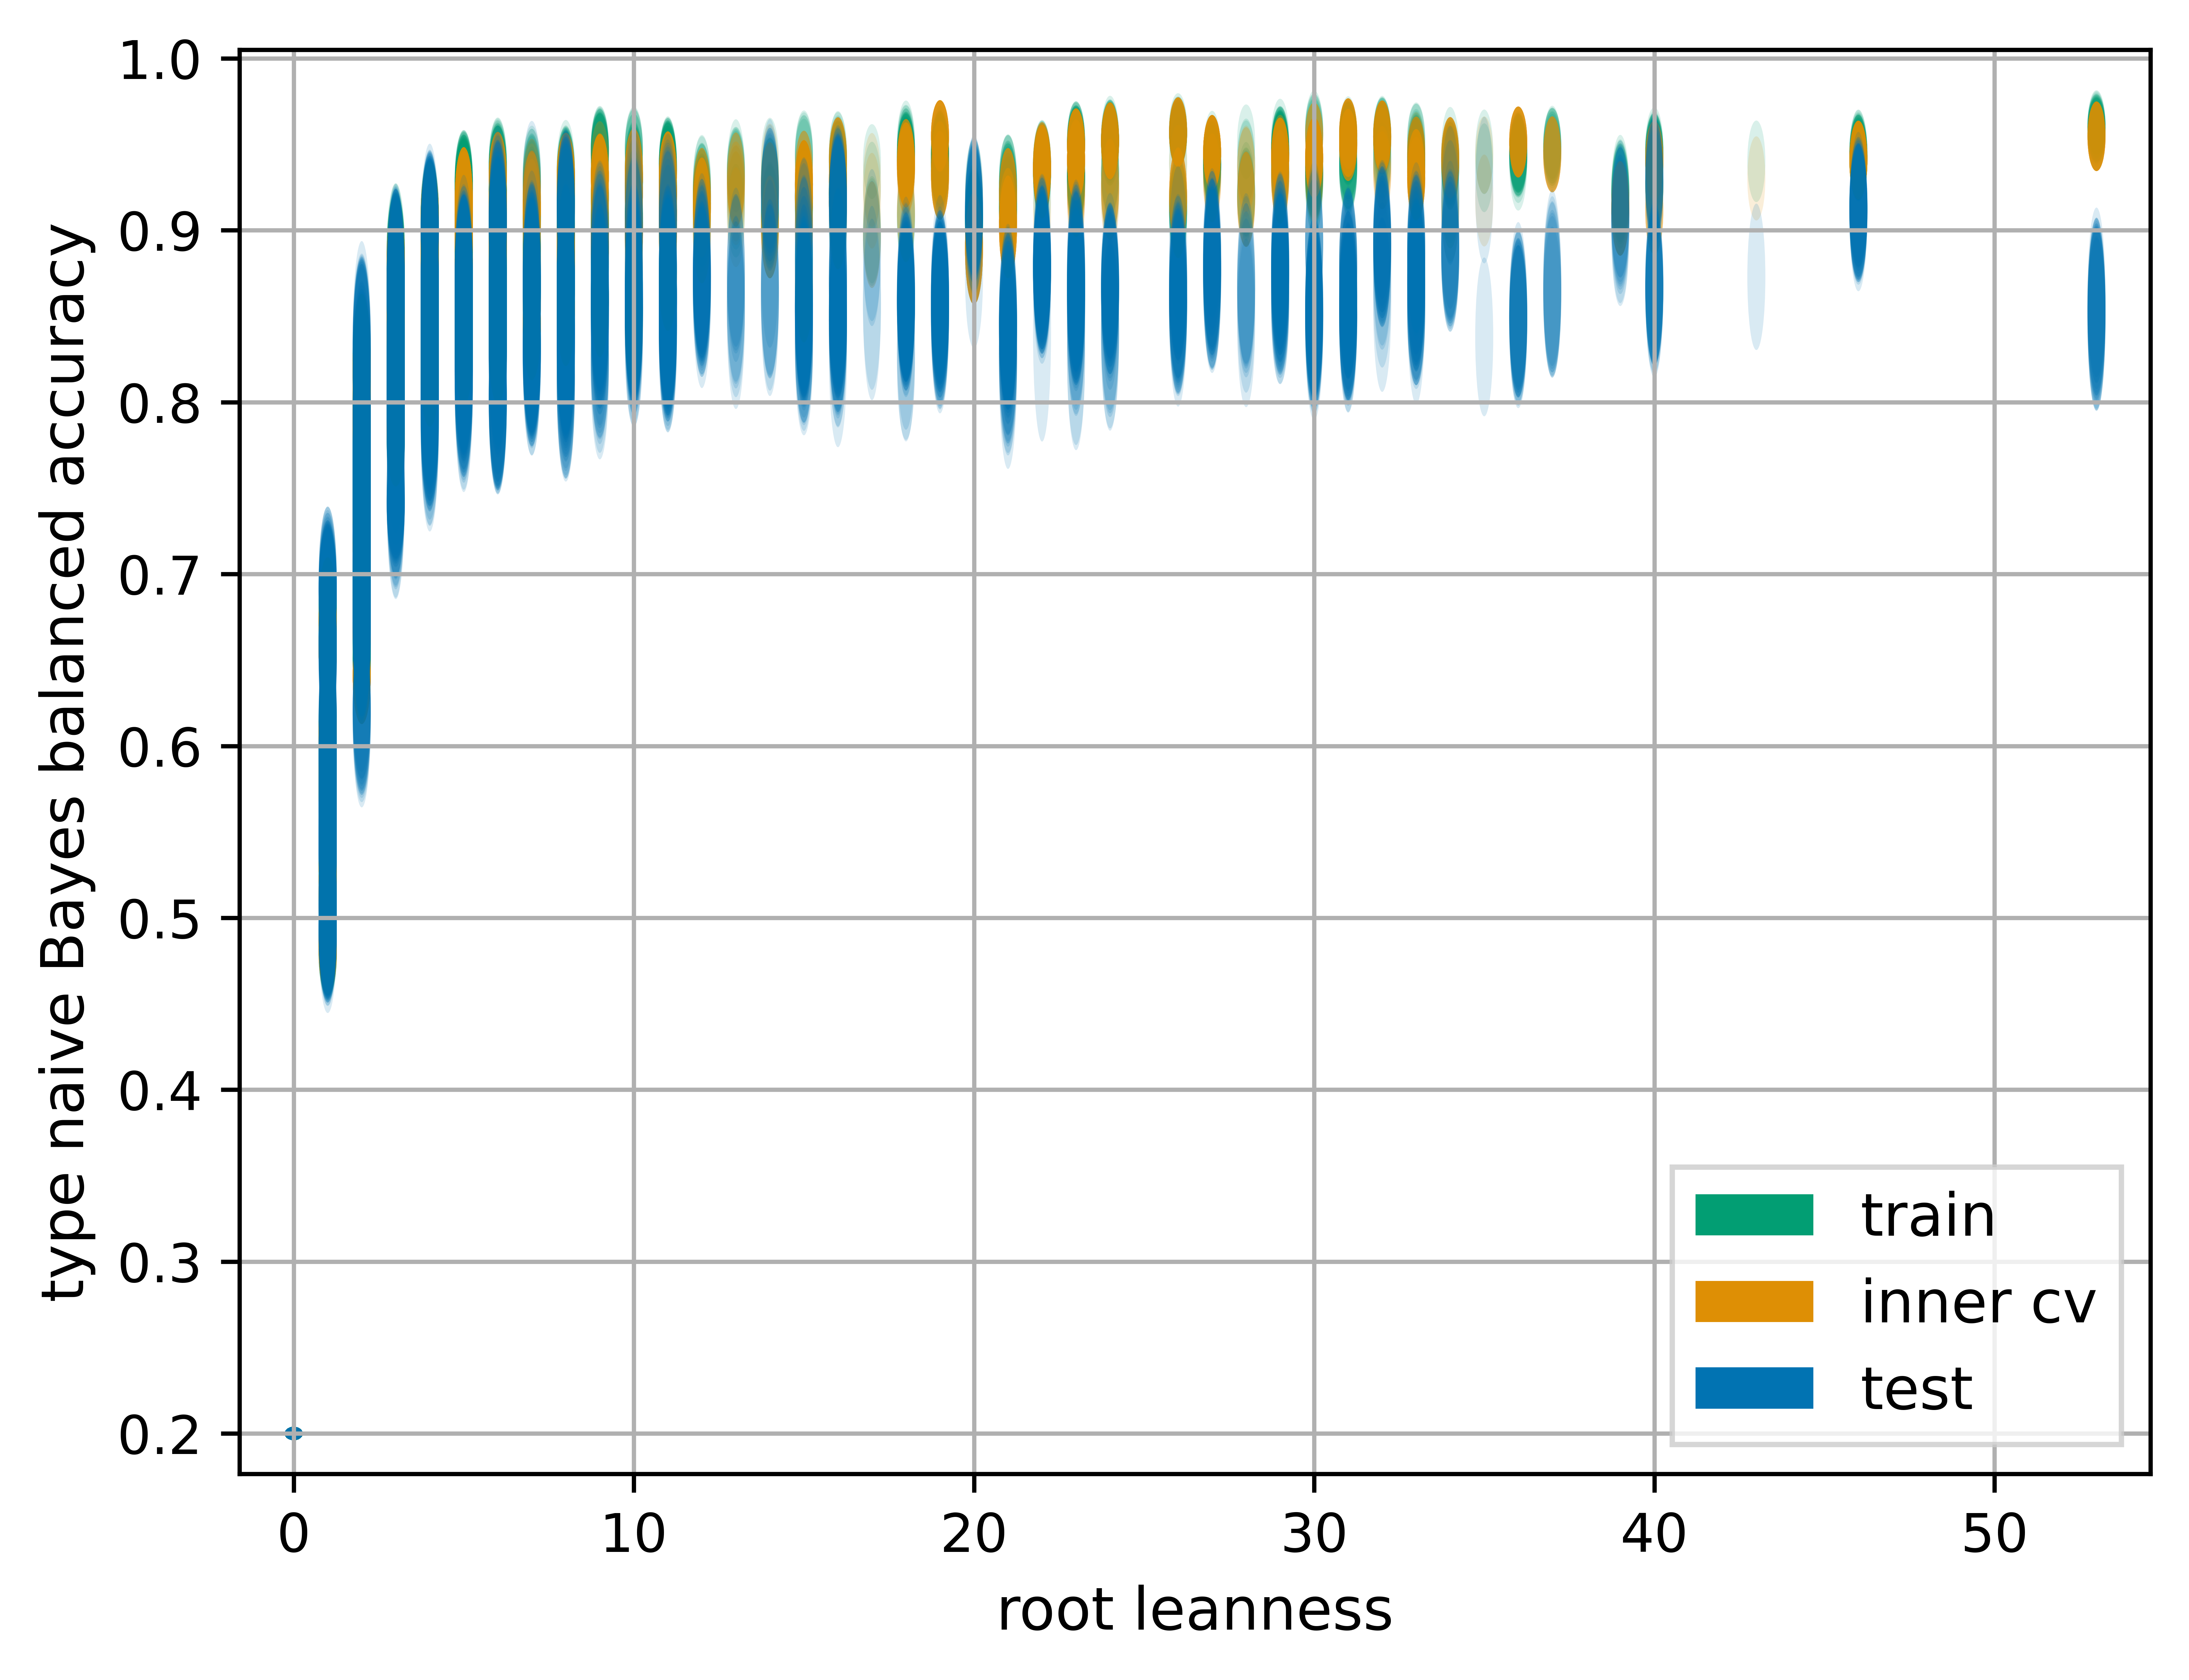 type naive Bayes balanced accuracy
1.0
0.9
0.8
0.7
0.6
0.5
0.4
0.3
0.2
train
inner cv
test
0 10 20 30 40 50
root leanness